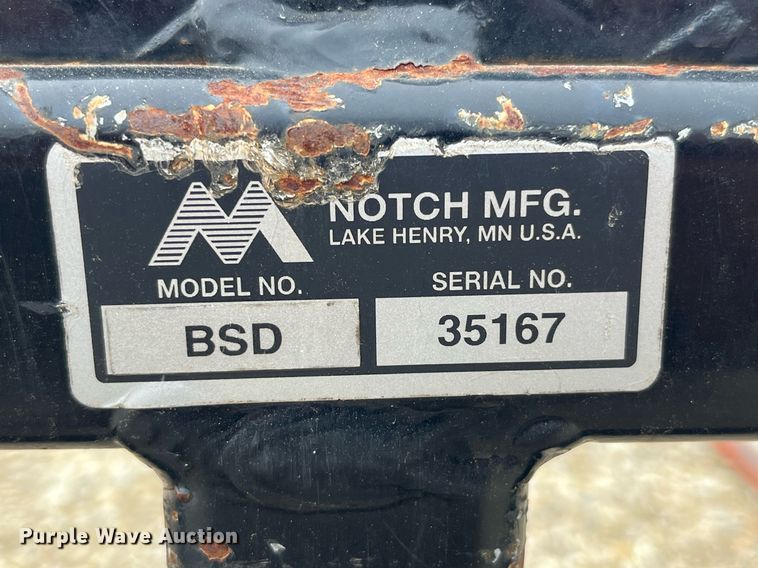 NOTCH MFG.
LAKE HENRY, MN U.S.A.
MODEL NO. SERIAL NO.
BSD 35167
Purple Wave Auction